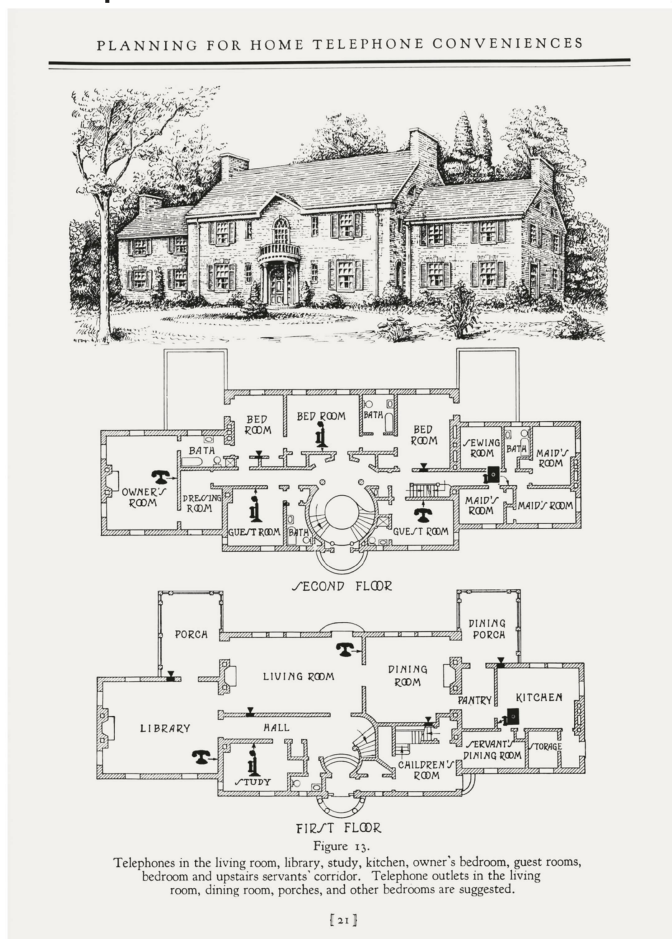 PLANNING FOR HOME TELEPHONE CONVENIENCES
BED ROOM
BED ROOM
BATH
BED ROOM
SEWING ROOM
BATH
MAID'S ROOM
BATH
OWNER'S ROOM
DRESSING ROOM
GUEST ROOM
BATH
GUEST ROOM
MAID'S ROOM
MAID'S ROOM
SECOND FLOOR
PORCH
DINING PORCH
LIVING ROOM
DINING ROOM
PANTRY
KITCHEN
LIBRARY
HALL
STUDY
CHILDREN'S ROOM
SERVANT'S DINING ROOM
STORAGE
FIRST FLOOR
Figure 13.
Telephones in the living room, library, study, kitchen, owner's bedroom, guest rooms,
bedroom and upstairs servants' corridor. Telephone outlets in the living
room, dining room, porches, and other bedrooms are suggested.
[21]